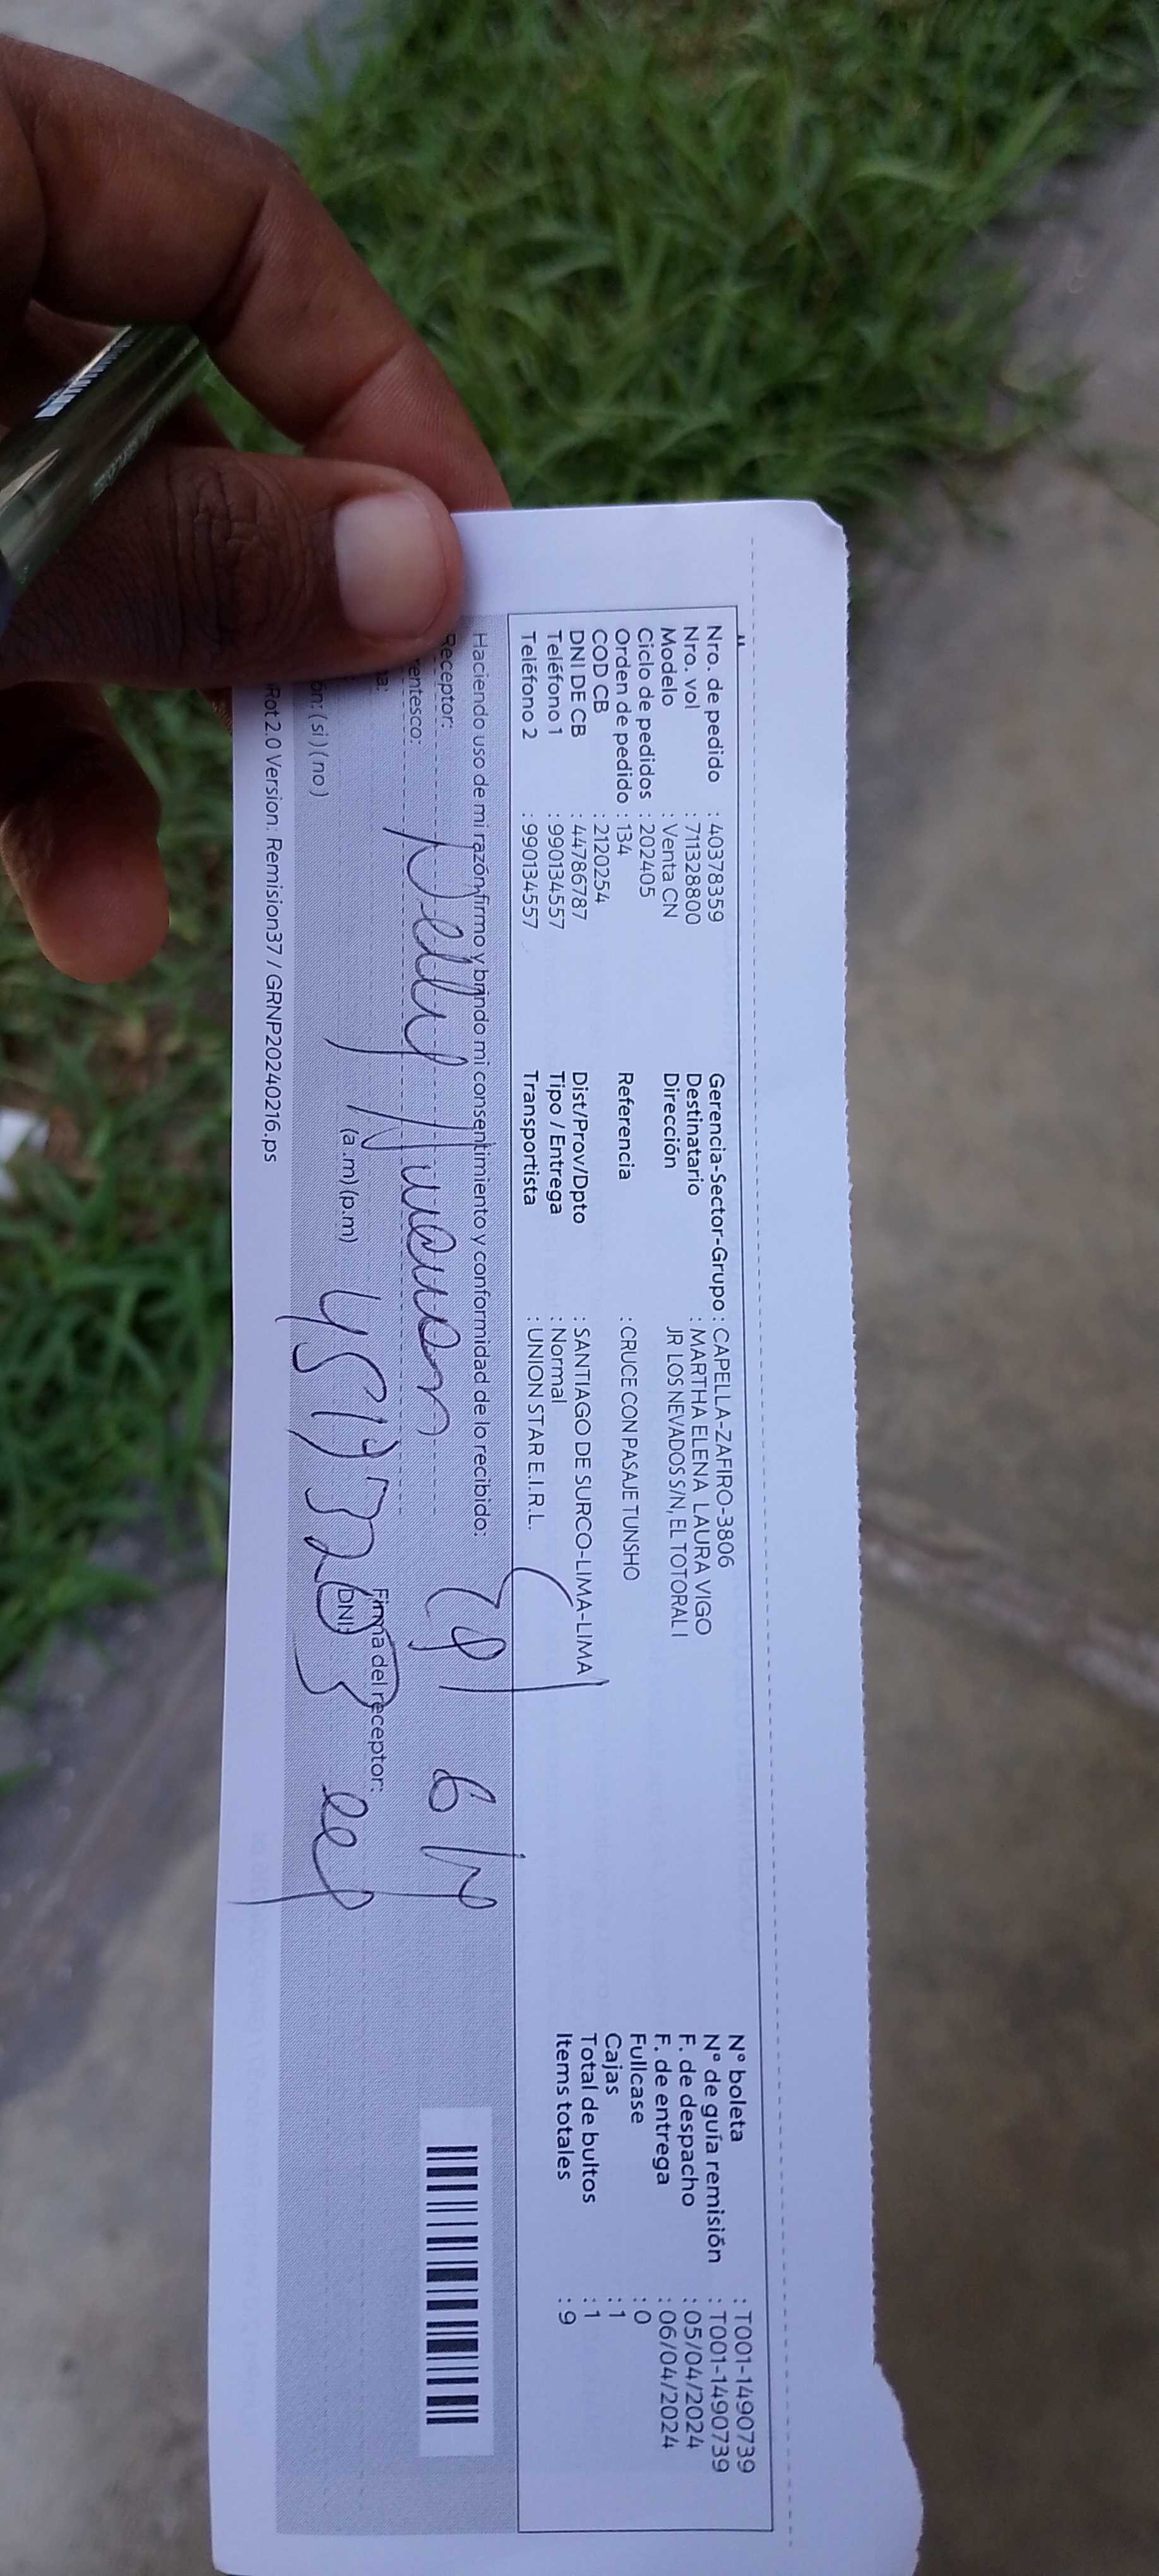 Nro. de pedido : 40378359
Nro. vol : 711328800
Modelo : Venta CN
Ciclo de pedidos : 202405
Orden de pedido : 134
COD CB : 2120254
DNI DE CB : 44786787
Teléfono 1 : 990134557
Teléfono 2 : 990134557
Gerencia-Sector-Grupo : CAPELLA-ZAFIRO-3806
Destinatario : MARTHA ELENA LAURA VIGO
Dirección JR LOS NEVADOS S/N, EL TOTORAL I
Referencia : CRUCE CON PASAJE TUNSHO
Dist/Prov/Dpto : SANTIAGO DE SURCO-LIMA-LIMA
Tipo / Entrega : Normal
Transportista : UNION STAR E.I.R.L.
N° boleta : T001-1490739
N° de guía remisión : T001-1490739
F. de despacho : 05/04/2024
F. de entrega : 06/04/2024
Fullcase : 0
Cajas : 1
Total de bultos : 1
Items totales : 9
Haciendo uso de mi razón firmo y brindo mi consentimiento y conformidad de lo recibido:
Receptor:
rentesco:
Firma del receptor:
(a.m) (p.m)
DNI:
ón: (si) (no)
Rot 2.0 Version: Remision37 / GRNP20240216.ps